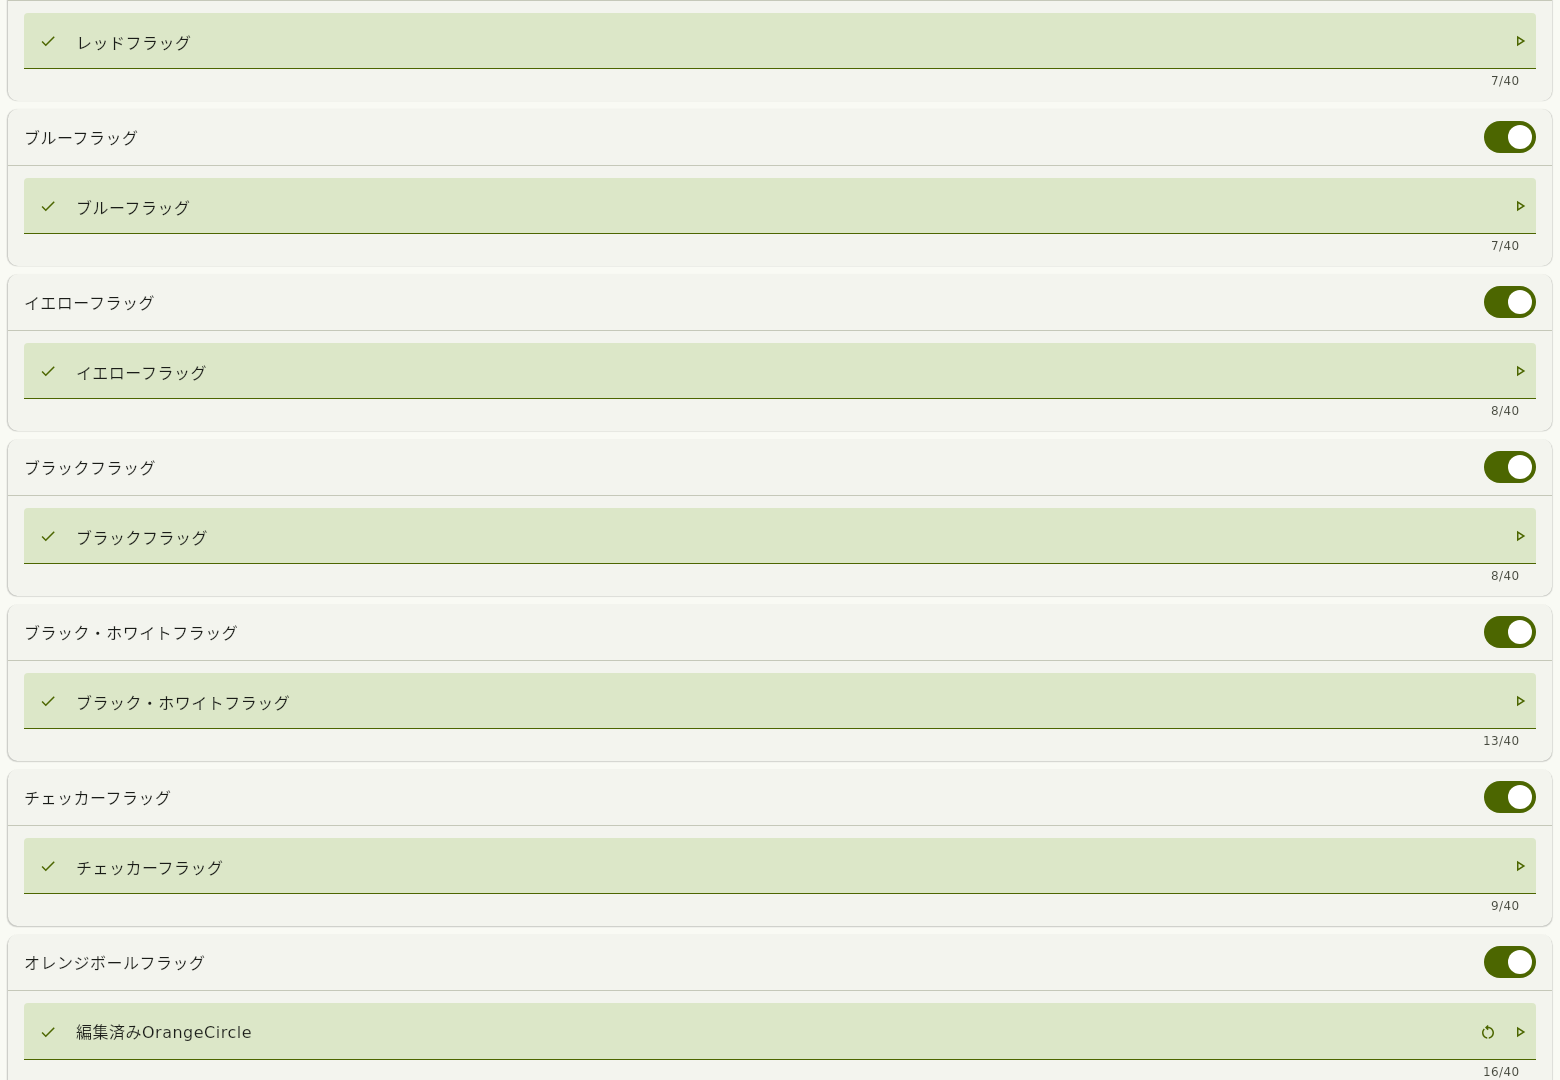 レッドフラッグ
7/40
ブルーフラッグ
ブルーフラッグ
7/40
イエローフラッグ
イエローフラッグ
8/40
ブラックフラッグ
ブラックフラッグ
8/40
ブラック・ホワイトフラッグ
ブラック・ホワイトフラッグ
13/40
チェッカーフラッグ
チェッカーフラッグ
9/40
オレンジボールフラッグ
編集済みOrangeCircle
16/40